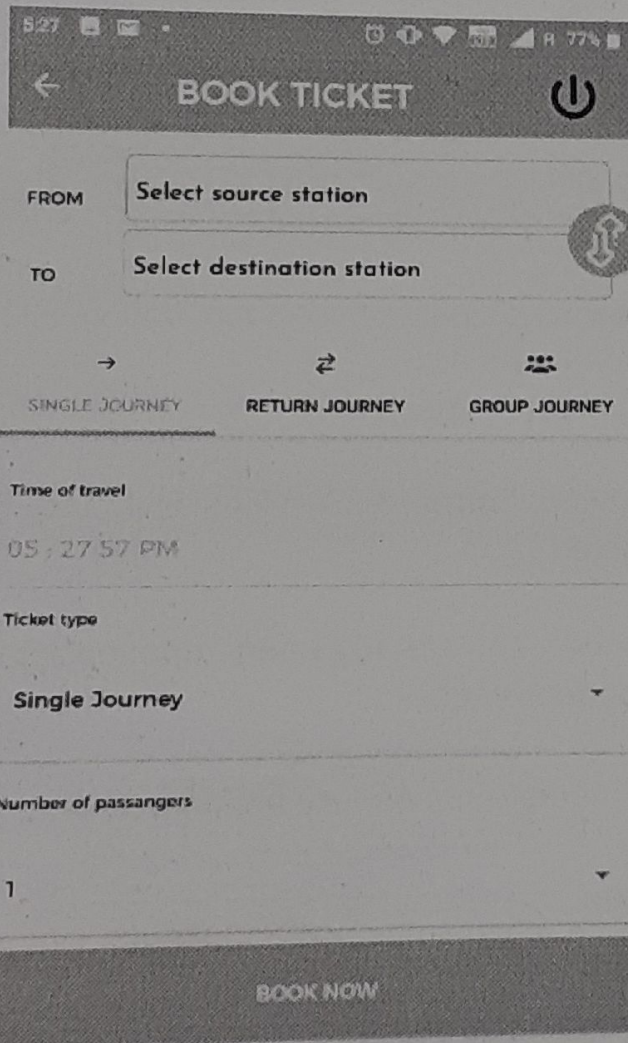 5:27
R 77%
BOOK TICKET
FROM
Select source station
TO
Select destination station
SINGLE JOURNEY
RETURN JOURNEY
GROUP JOURNEY
Time of travel
05 : 27 57 PM
Ticket type
Single Journey
Number of passangers
1
BOOK NOW